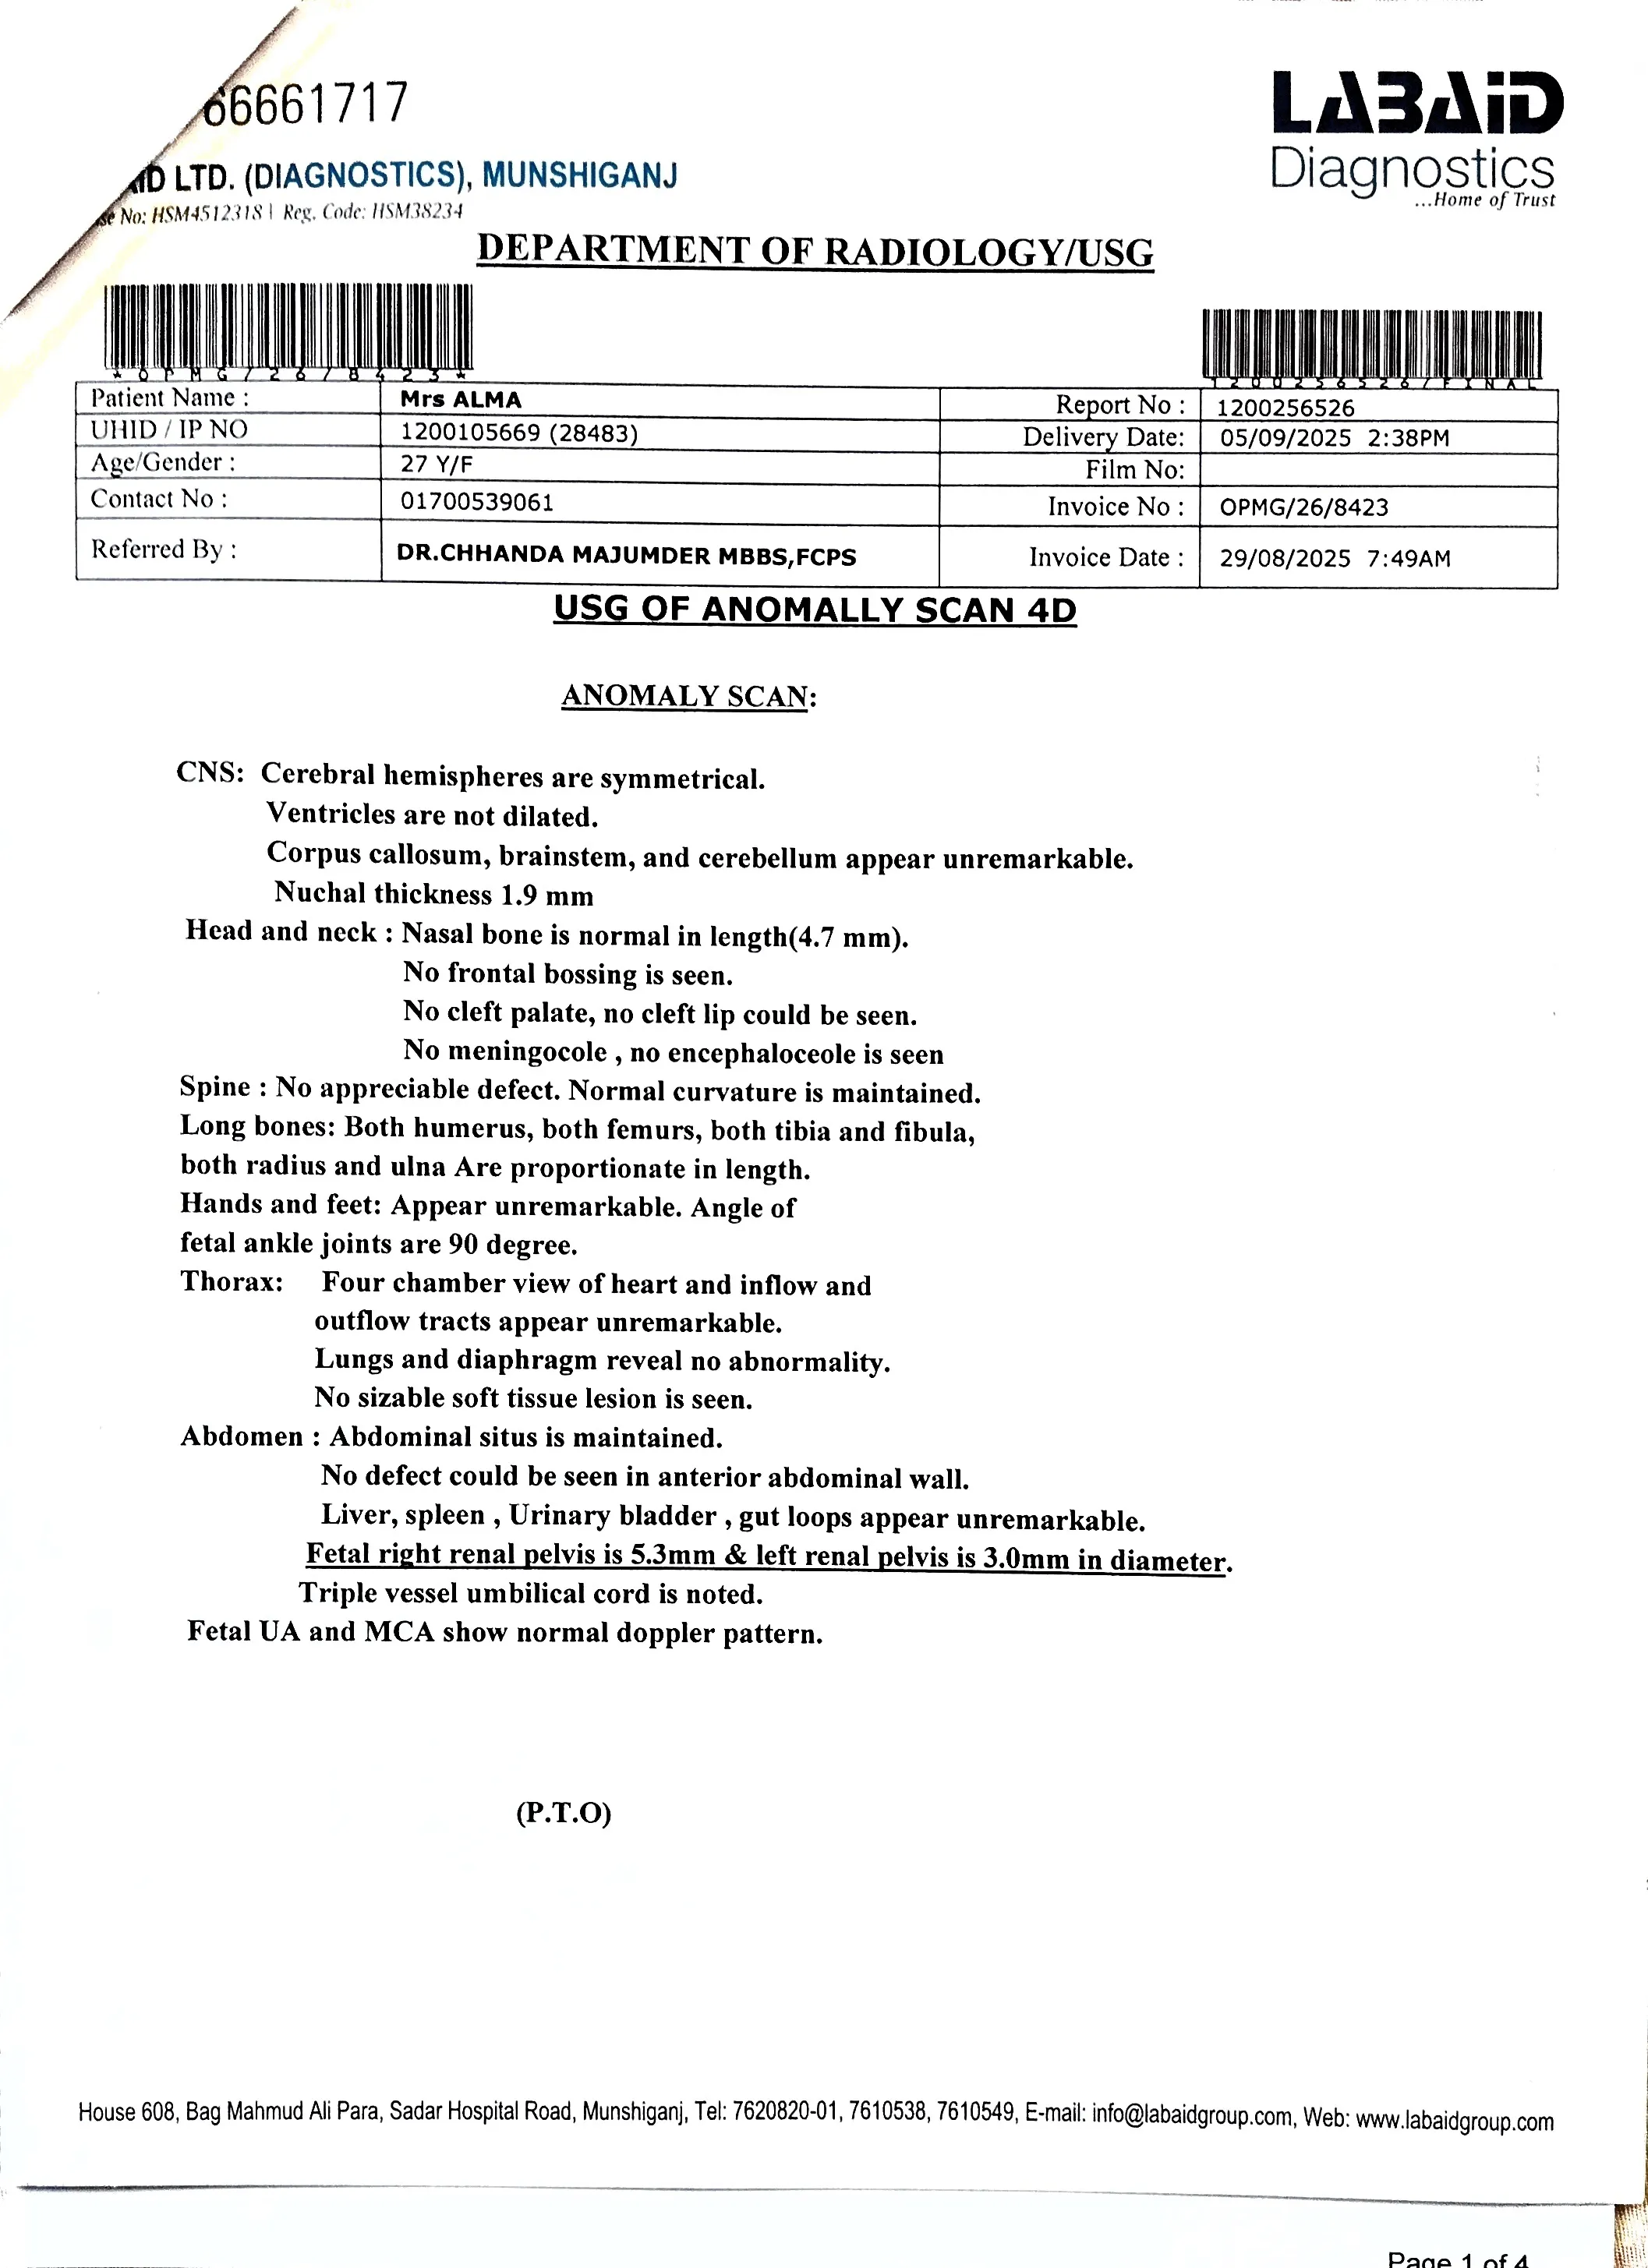 66661717
LABAiD
Diagnostics
...Home of Trust
LTD. (DIAGNOSTICS), MUNSHIGANJ
No: HSM4512318 | Reg. Code: HSM38234
DEPARTMENT OF RADIOLOGY/USG
Patient Name : Mrs ALMA Report No : 1200256526
UHID / IP NO 1200105669 (28483) Delivery Date: 05/09/2025 2:38PM
Age/Gender : 27 Y/F Film No:
Contact No : 01700539061 Invoice No : OPMG/26/8423
Referred By : DR.CHHANDA MAJUMDER MBBS,FCPS Invoice Date : 29/08/2025 7:49AM
USG OF ANOMALLY SCAN 4D
ANOMALY SCAN:
CNS: Cerebral hemispheres are symmetrical.
Ventricles are not dilated.
Corpus callosum, brainstem, and cerebellum appear unremarkable.
Nuchal thickness 1.9 mm
Head and neck : Nasal bone is normal in length(4.7 mm).
No frontal bossing is seen.
No cleft palate, no cleft lip could be seen.
No meningocole , no encephaloceole is seen
Spine : No appreciable defect. Normal curvature is maintained.
Long bones: Both humerus, both femurs, both tibia and fibula,
both radius and ulna Are proportionate in length.
Hands and feet: Appear unremarkable. Angle of
fetal ankle joints are 90 degree.
Thorax: Four chamber view of heart and inflow and
outflow tracts appear unremarkable.
Lungs and diaphragm reveal no abnormality.
No sizable soft tissue lesion is seen.
Abdomen : Abdominal situs is maintained.
No defect could be seen in anterior abdominal wall.
Liver, spleen , Urinary bladder , gut loops appear unremarkable.
Fetal right renal pelvis is 5.3mm & left renal pelvis is 3.0mm in diameter.
Triple vessel umbilical cord is noted.
Fetal UA and MCA show normal doppler pattern.
(P.T.O)
House 608, Bag Mahmud Ali Para, Sadar Hospital Road, Munshiganj, Tel: 7620820-01, 7610538, 7610549, E-mail: info@labaidgroup.com, Web: www.labaidgroup.com
Page 1 of 4